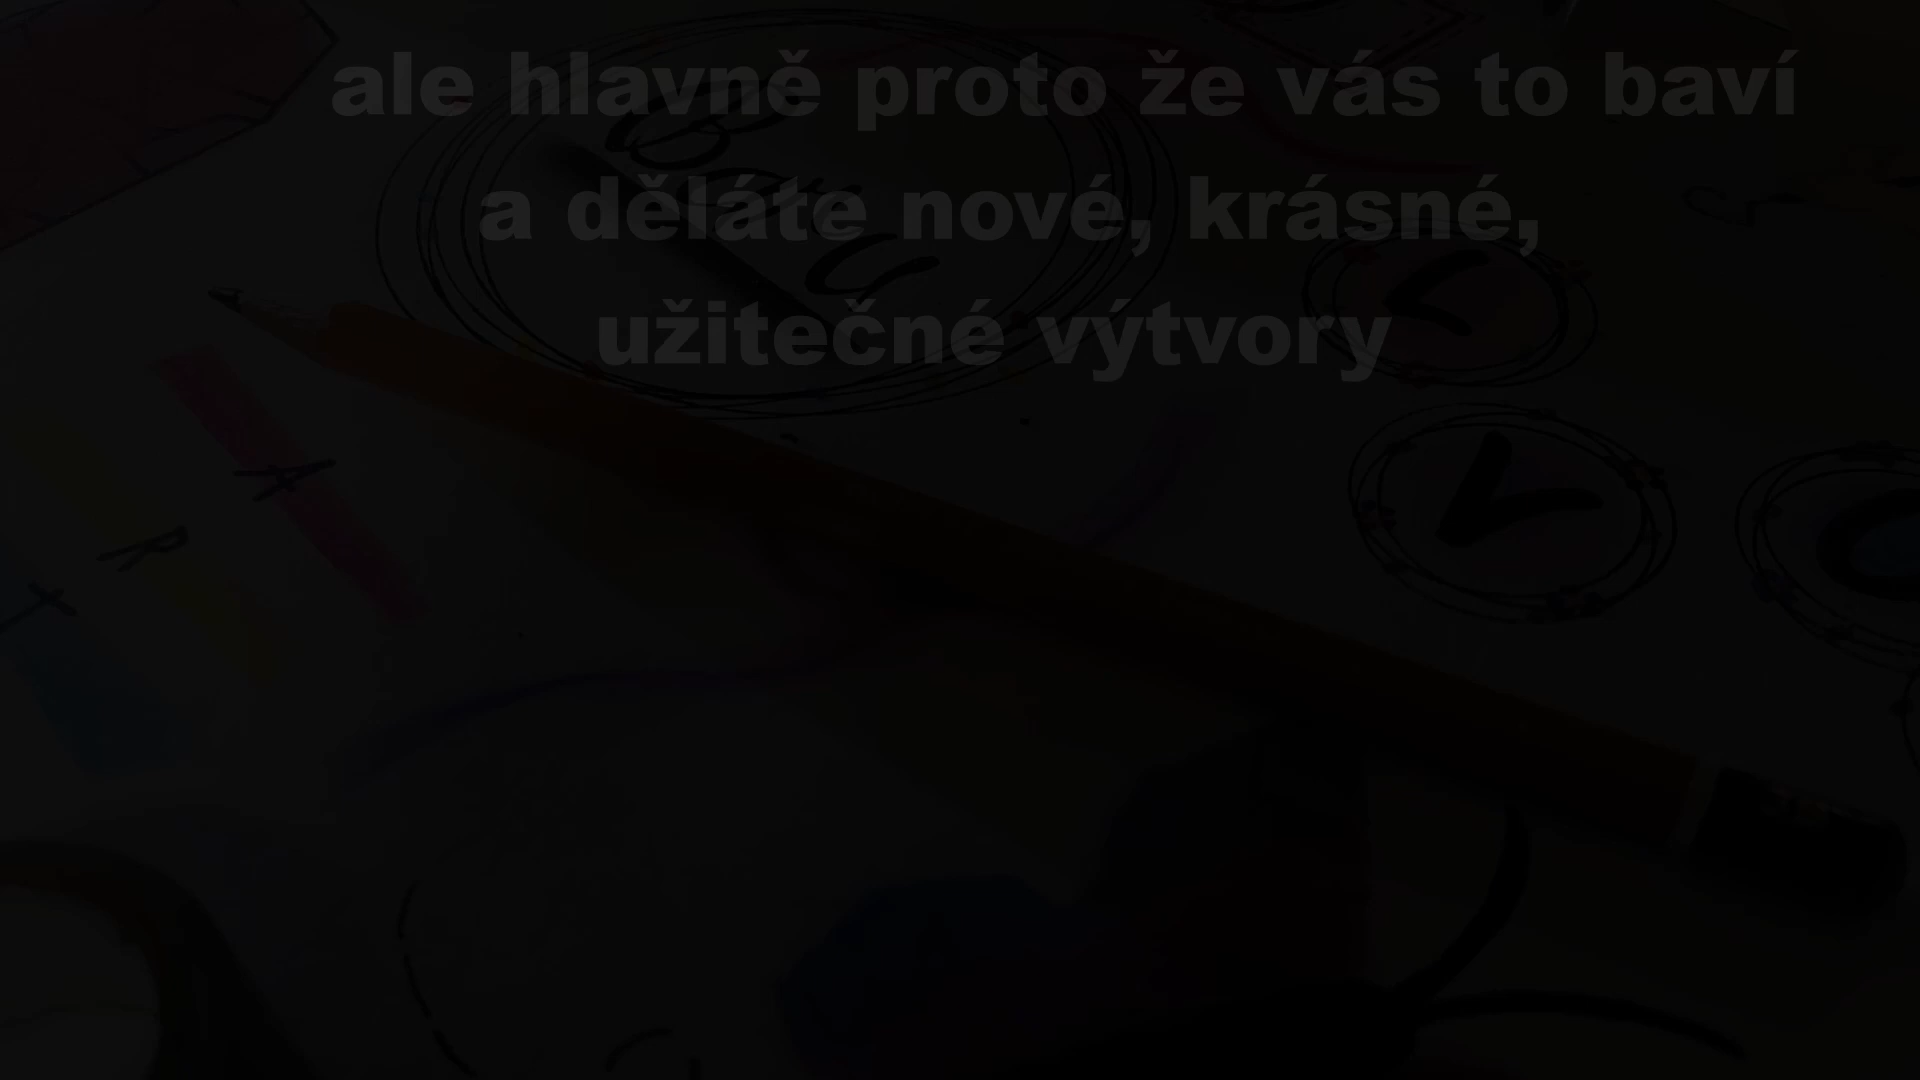 ale hlavně proto že vás to baví
a děláte nové, krásné,
užitečné výtvory